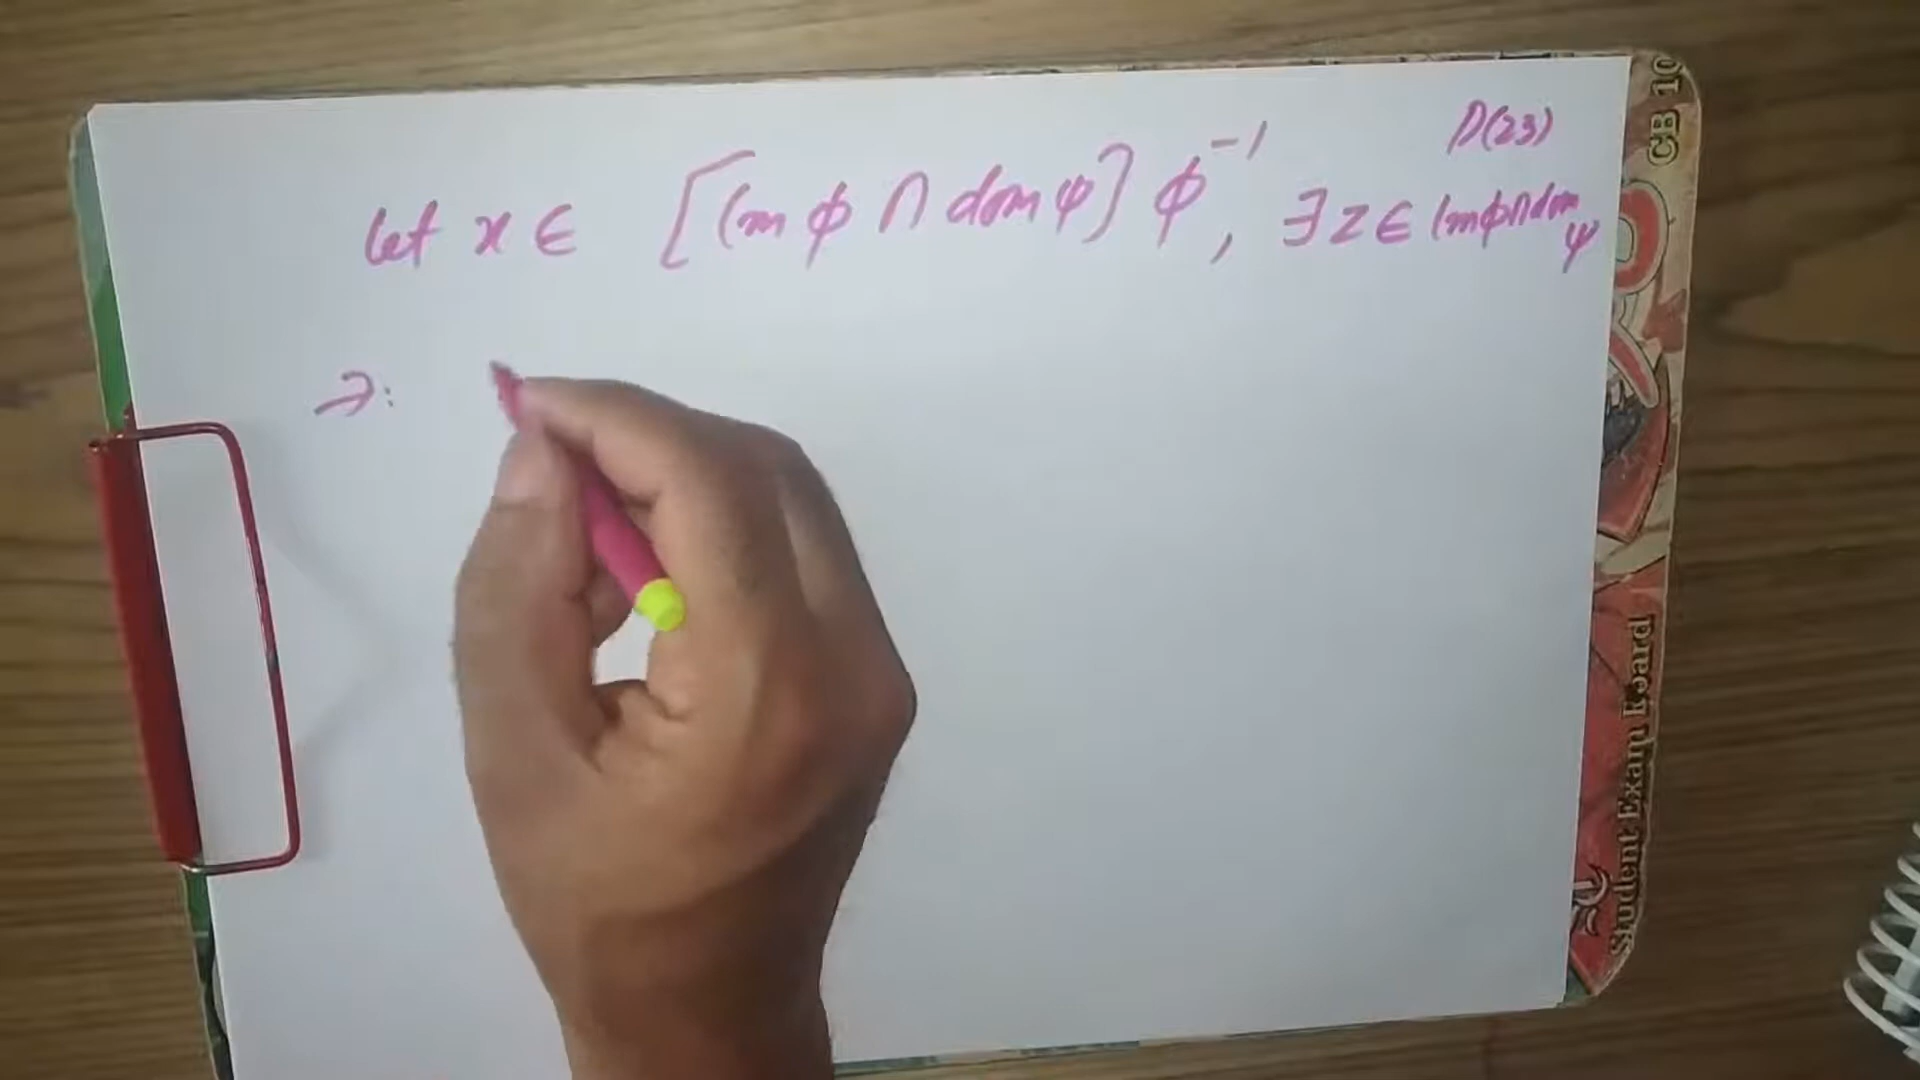 D(23)
let x ∈ [Im φ ∩ dom ψ] φ⁻¹, ∃ z ∈ Im φ ∩ dom ψ
⇒:
CB 10
Student Exam Board